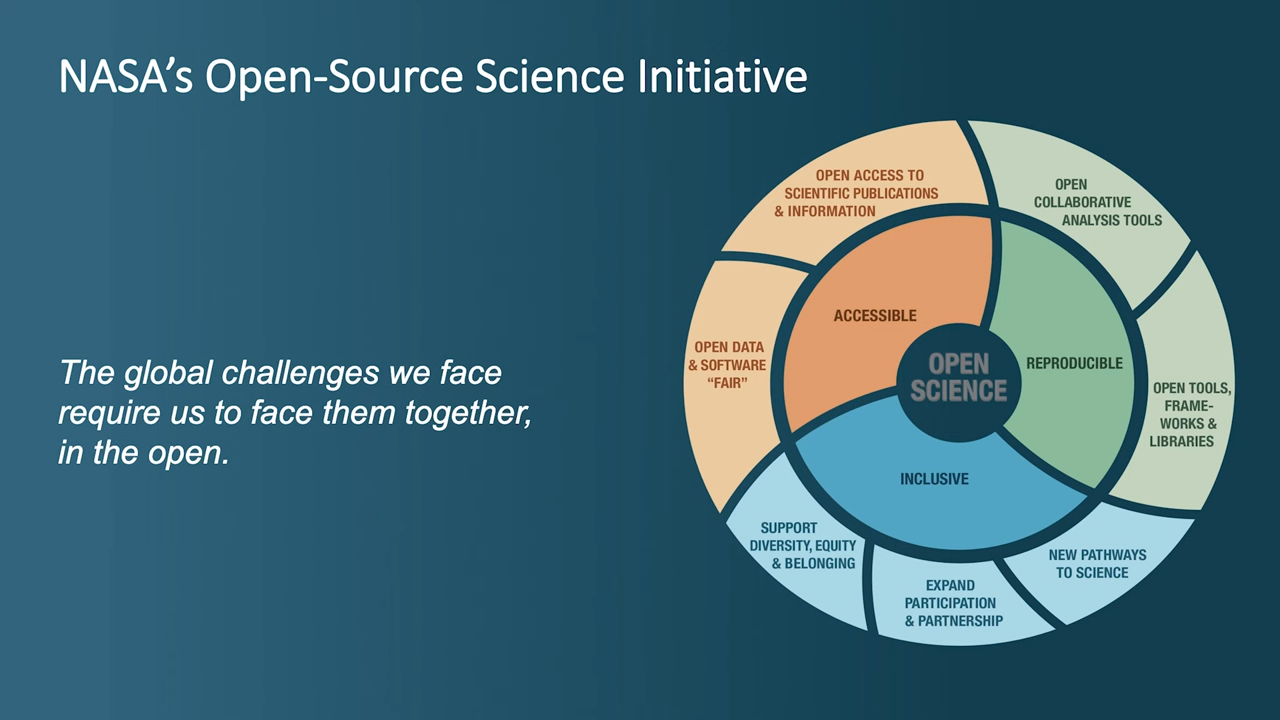 NASA’s Open-Source Science Initiative
The global challenges we face
require us to face them together,
in the open.
OPEN ACCESS TO
SCIENTIFIC PUBLICATIONS
& INFORMATION
OPEN
COLLABORATIVE
ANALYSIS TOOLS
ACCESSIBLE
OPEN DATA
& SOFTWARE
“FAIR”
OPEN
SCIENCE
REPRODUCIBLE
OPEN TOOLS,
FRAME-
WORKS &
LIBRARIES
INCLUSIVE
SUPPORT
DIVERSITY, EQUITY
& BELONGING
EXPAND
PARTICIPATION
& PARTNERSHIP
NEW PATHWAYS
TO SCIENCE